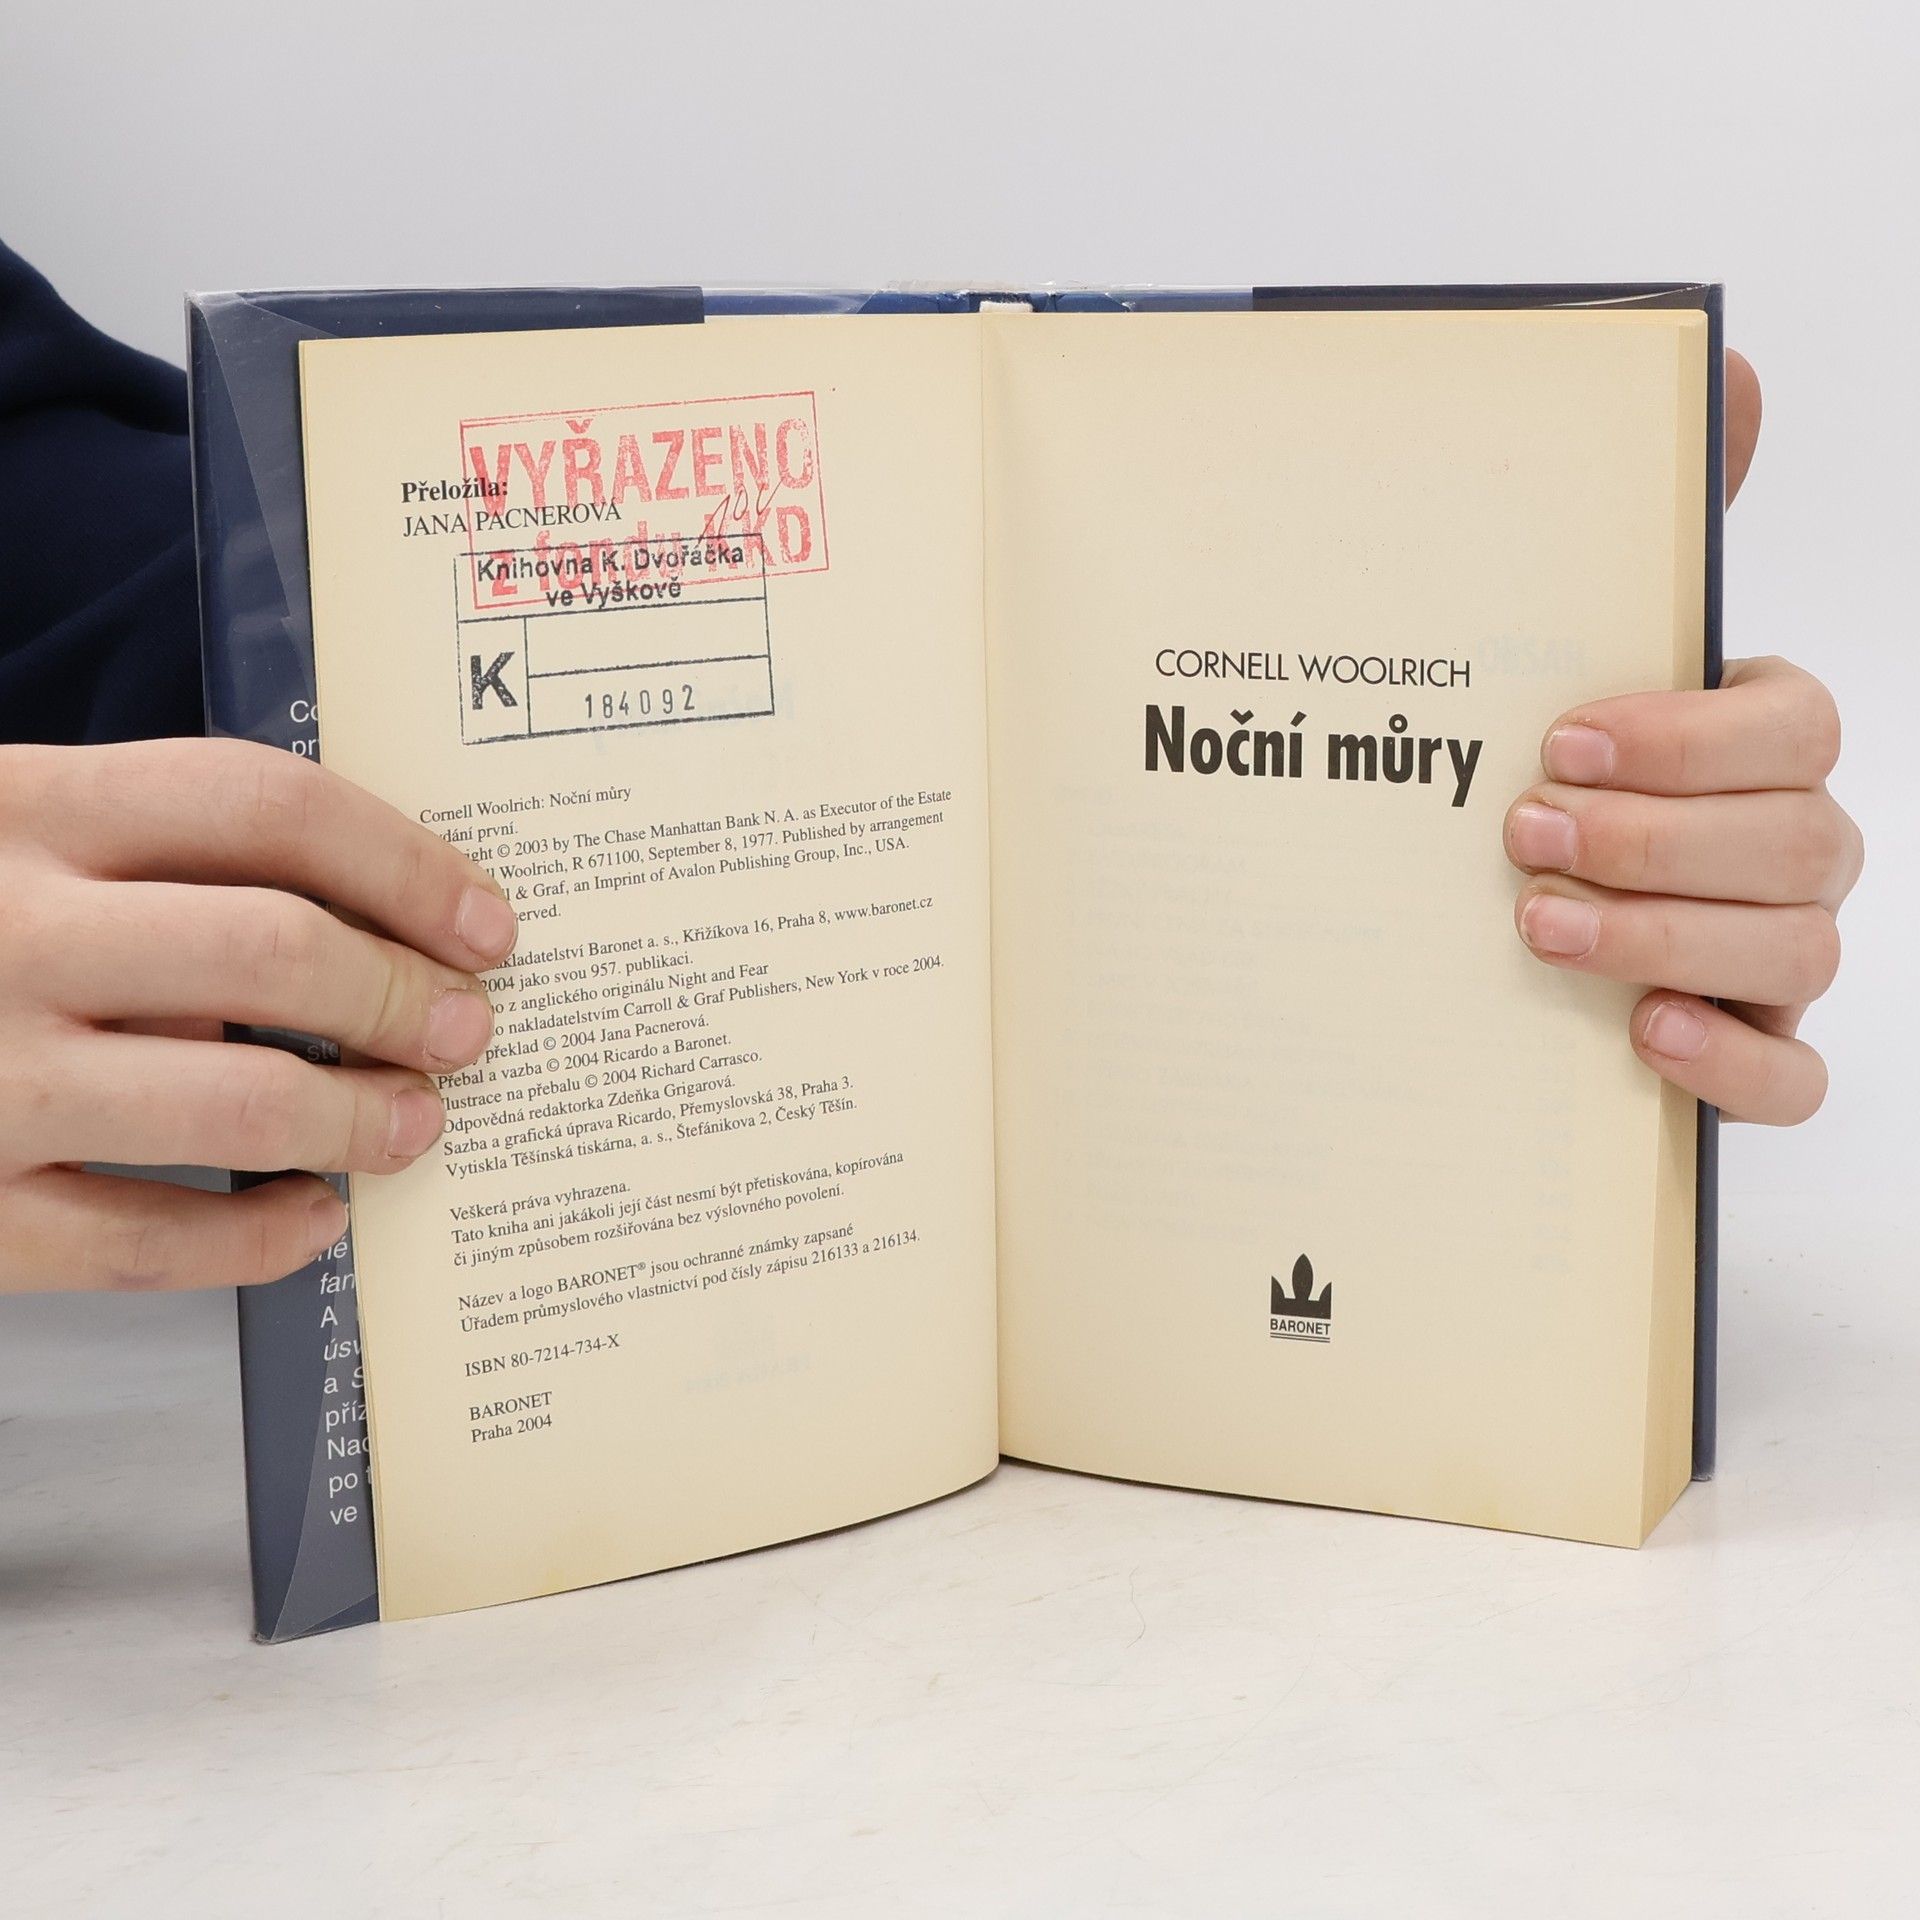 VYŘAZENO
z fondu KKD
Přeložila:
JANA PACNEROVÁ
Knihovna K. Dvořáčka
ve Vyškově
K
184092
Cornell Woolrich: Noční můry
dání první.
ght © 2003 by The Chase Manhattan Bank N. A. as Executor of the Estate
ll Woolrich, R 671100, September 8, 1977. Published by arrangement
l & Graf, an Imprint of Avalon Publishing Group, Inc., USA.
served.
akladatelství Baronet a. s., Křižíkova 16, Praha 8, www.baronet.cz
2004 jako svou 957. publikaci.
no z anglického originálu Night and Fear
o nakladatelstvím Carroll & Graf Publishers, New York v roce 2004.
překlad © 2004 Jana Pacnerová.
Přebal a vazba © 2004 Ricardo a Baronet.
Ilustrace na přebalu © 2004 Richard Carrasco.
Odpovědná redaktorka Zdeňka Grigarová.
Sazba a grafická úprava Ricardo, Přemyslovská 38, Praha 3.
Vytiskla Těšínská tiskárna, a. s., Štefánikova 2, Český Těšín.
Veškerá práva vyhrazena.
Tato kniha ani jakákoli její část nesmí být přetiskována, kopírována
či jiným způsobem rozšiřována bez výslovného povolení.
Název a logo BARONET® jsou ochranné známky zapsané
Úřadem průmyslového vlastnictví pod čísly zápisu 216133 a 216134.
ISBN 80-7214-734-X
BARONET
Praha 2004
CORNELL WOOLRICH
Noční můry
BARONET